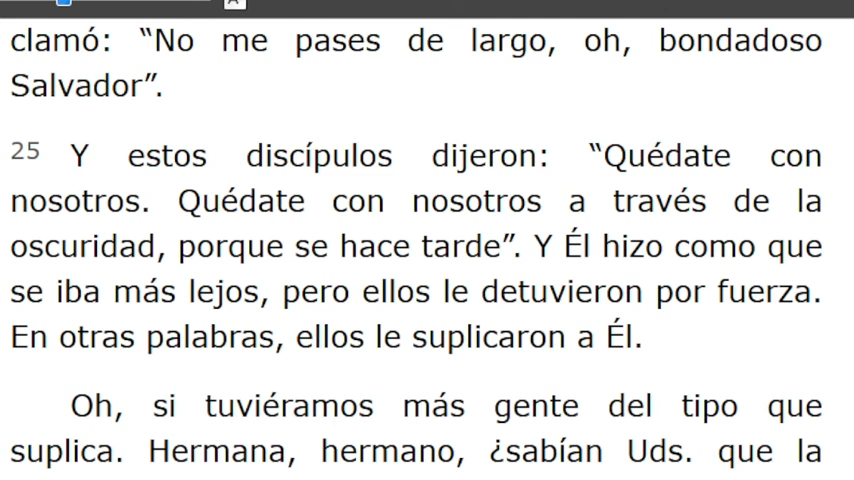 clamó: “No me pases de largo, oh, bondadoso
Salvador”.
25 Y estos discípulos dijeron: “Quédate con
nosotros. Quédate con nosotros a través de la
oscuridad, porque se hace tarde”. Y Él hizo como que
se iba más lejos, pero ellos le detuvieron por fuerza.
En otras palabras, ellos le suplicaron a Él.
Oh, si tuviéramos más gente del tipo que
suplica. Hermana, hermano, ¿sabían Uds. que la